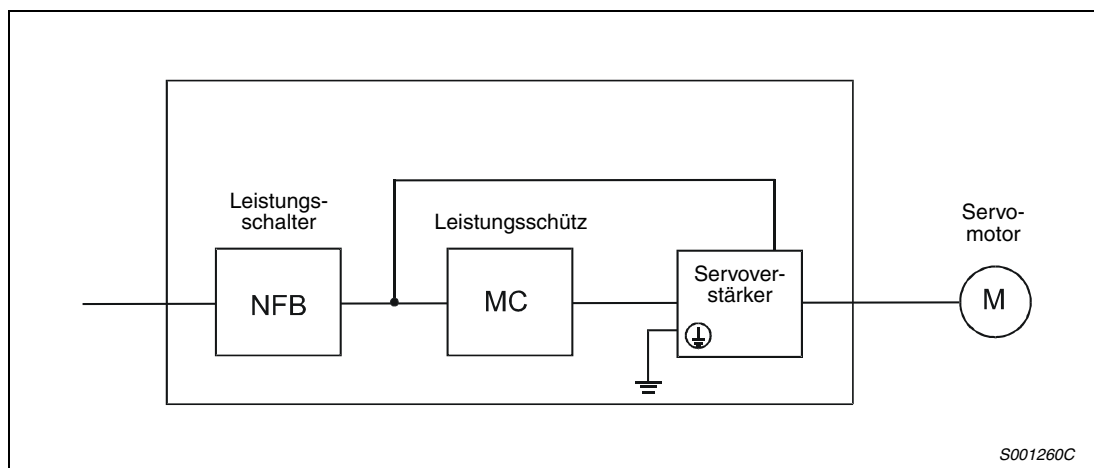 Leistungs-
schalter
Leistungsschütz
Servo-
motor
NFB
MC
Servover-
stärker
M
S001260C